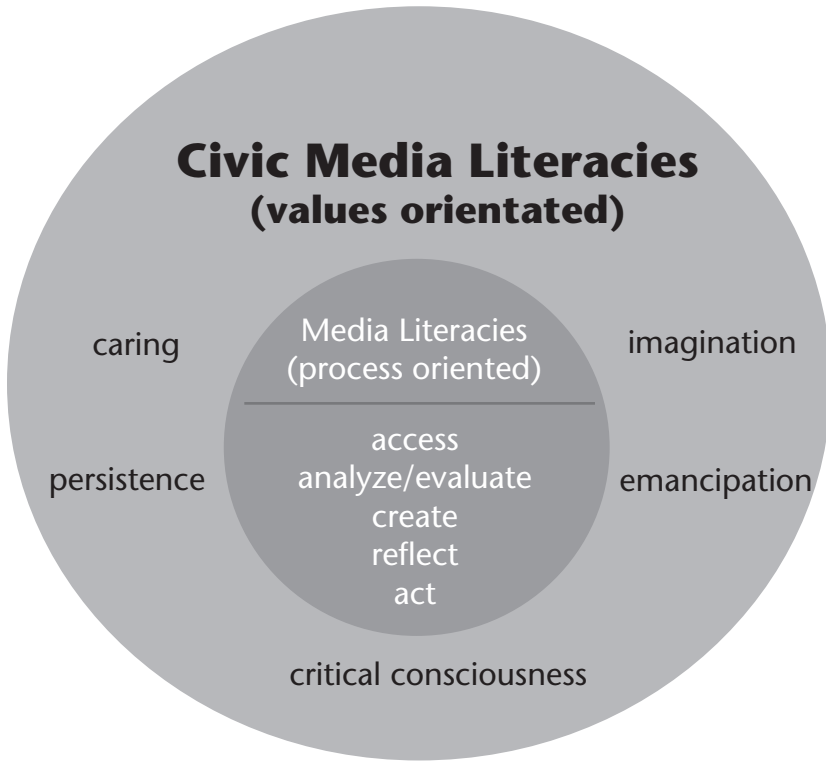 Civic Media Literacies
(values orientated)
caring
imagination
Media Literacies
(process oriented)
persistence
emancipation
access
analyze/evaluate
create
reflect
act
critical consciousness